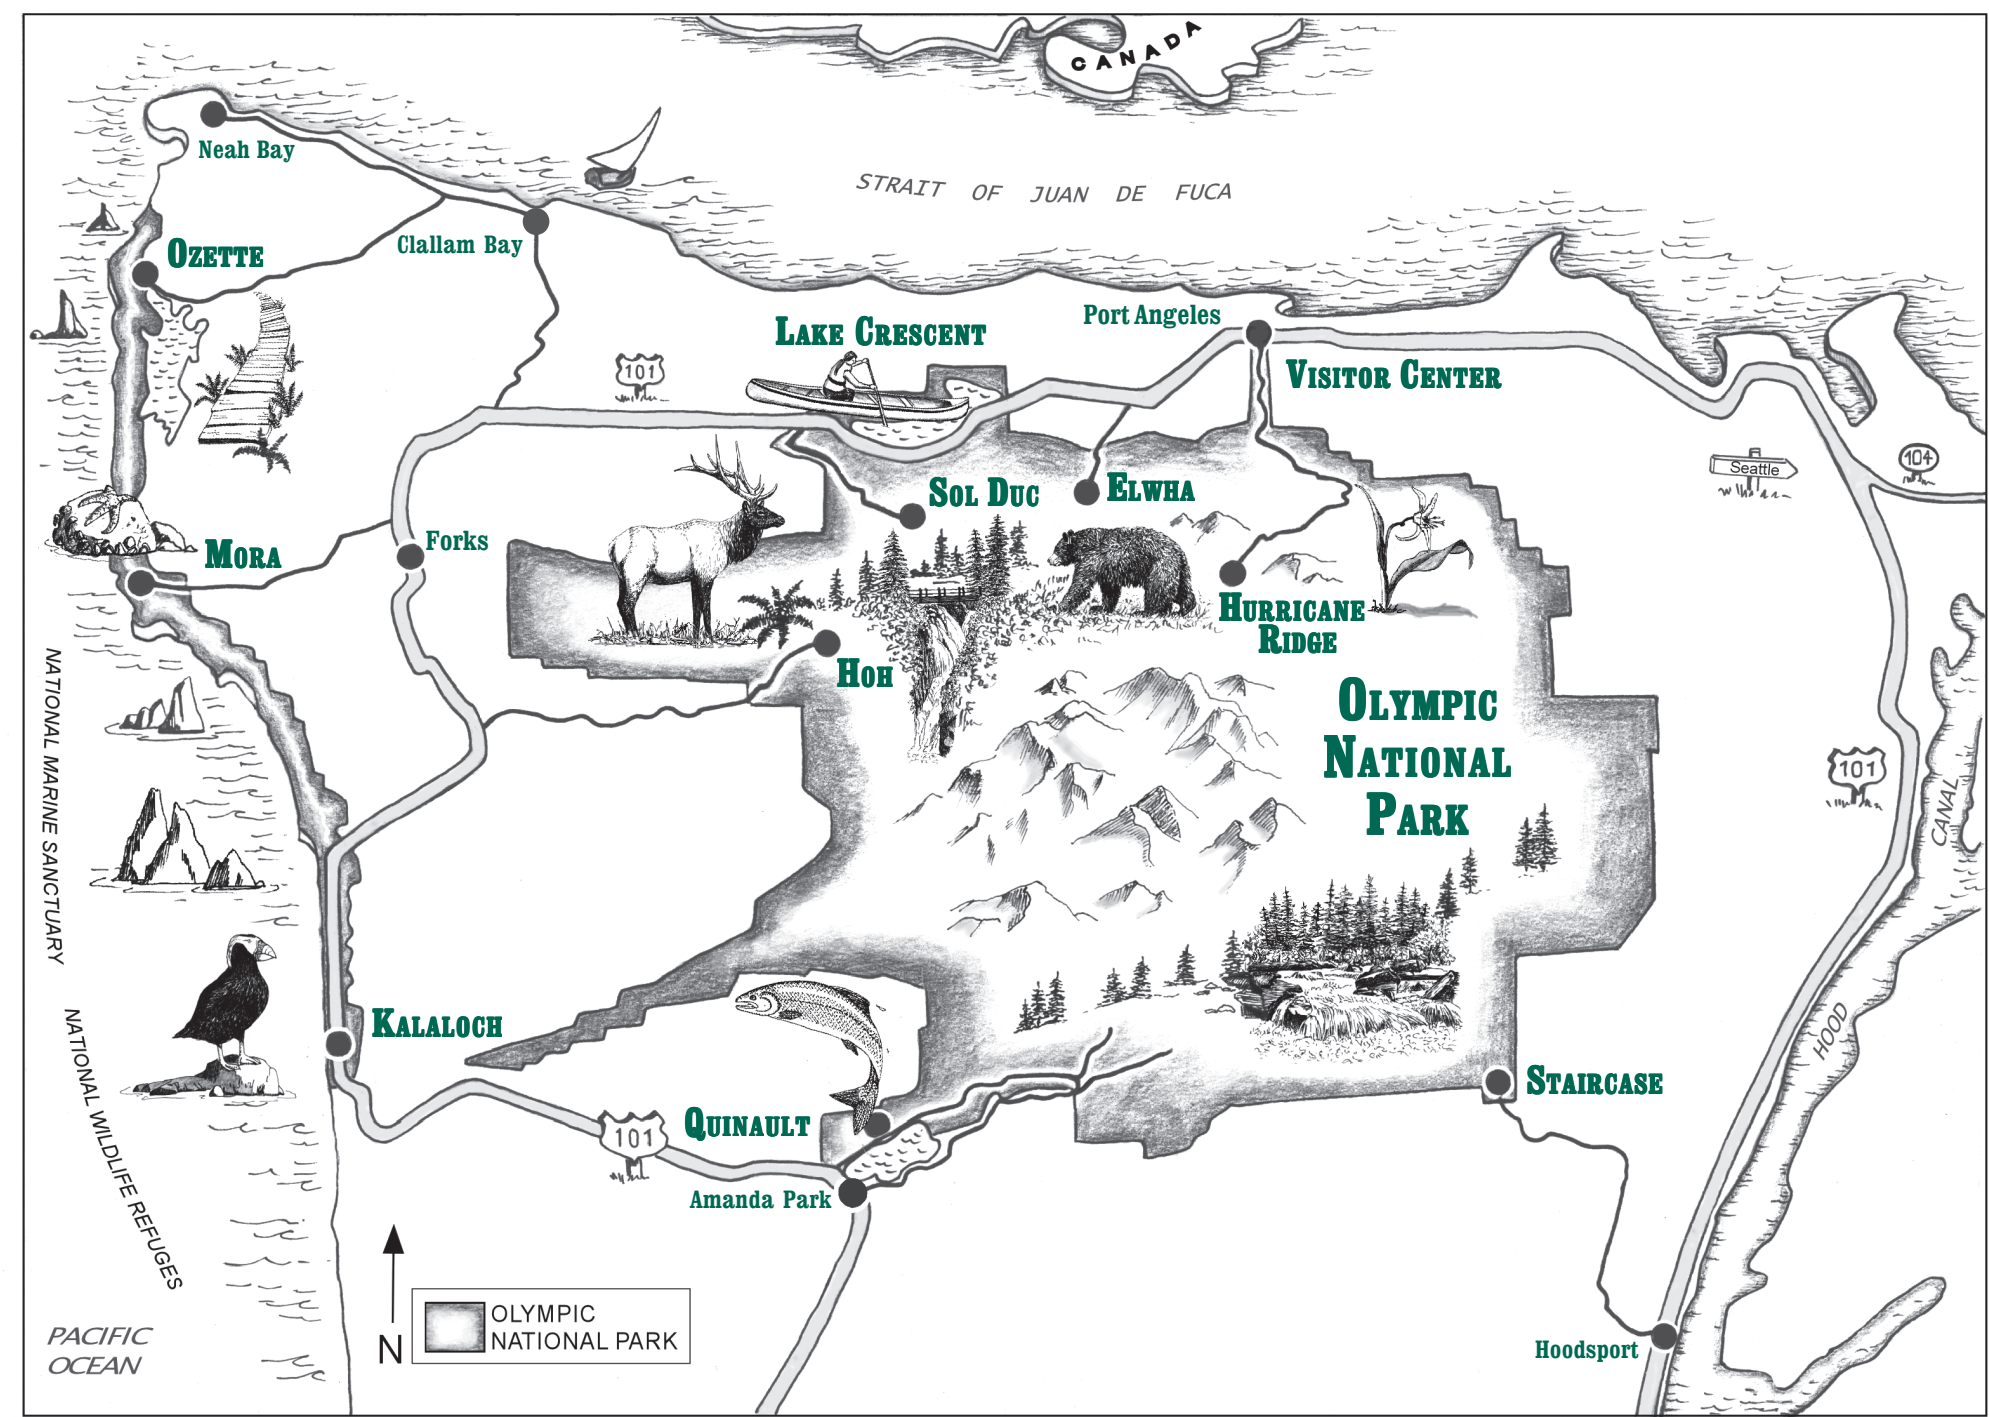 CANADA
Neah Bay
STRAIT OF JUAN DE FUCA
Clallam Bay
OZETTE
Port Angeles
LAKE CRESCENT
101
VISITOR CENTER
104
Seattle
SOL DUC
ELWHA
Forks
MORA
HURRICANE
RIDGE
HOH
OLYMPIC
NATIONAL
PARK
101
NATIONAL MARINE SANCTUARY
HOOD CANAL
KALALOCH
NATIONAL WILDLIFE REFUGES
STAIRCASE
QUINAULT
101
Amanda Park
N
OLYMPIC
NATIONAL PARK
PACIFIC
OCEAN
Hoodsport